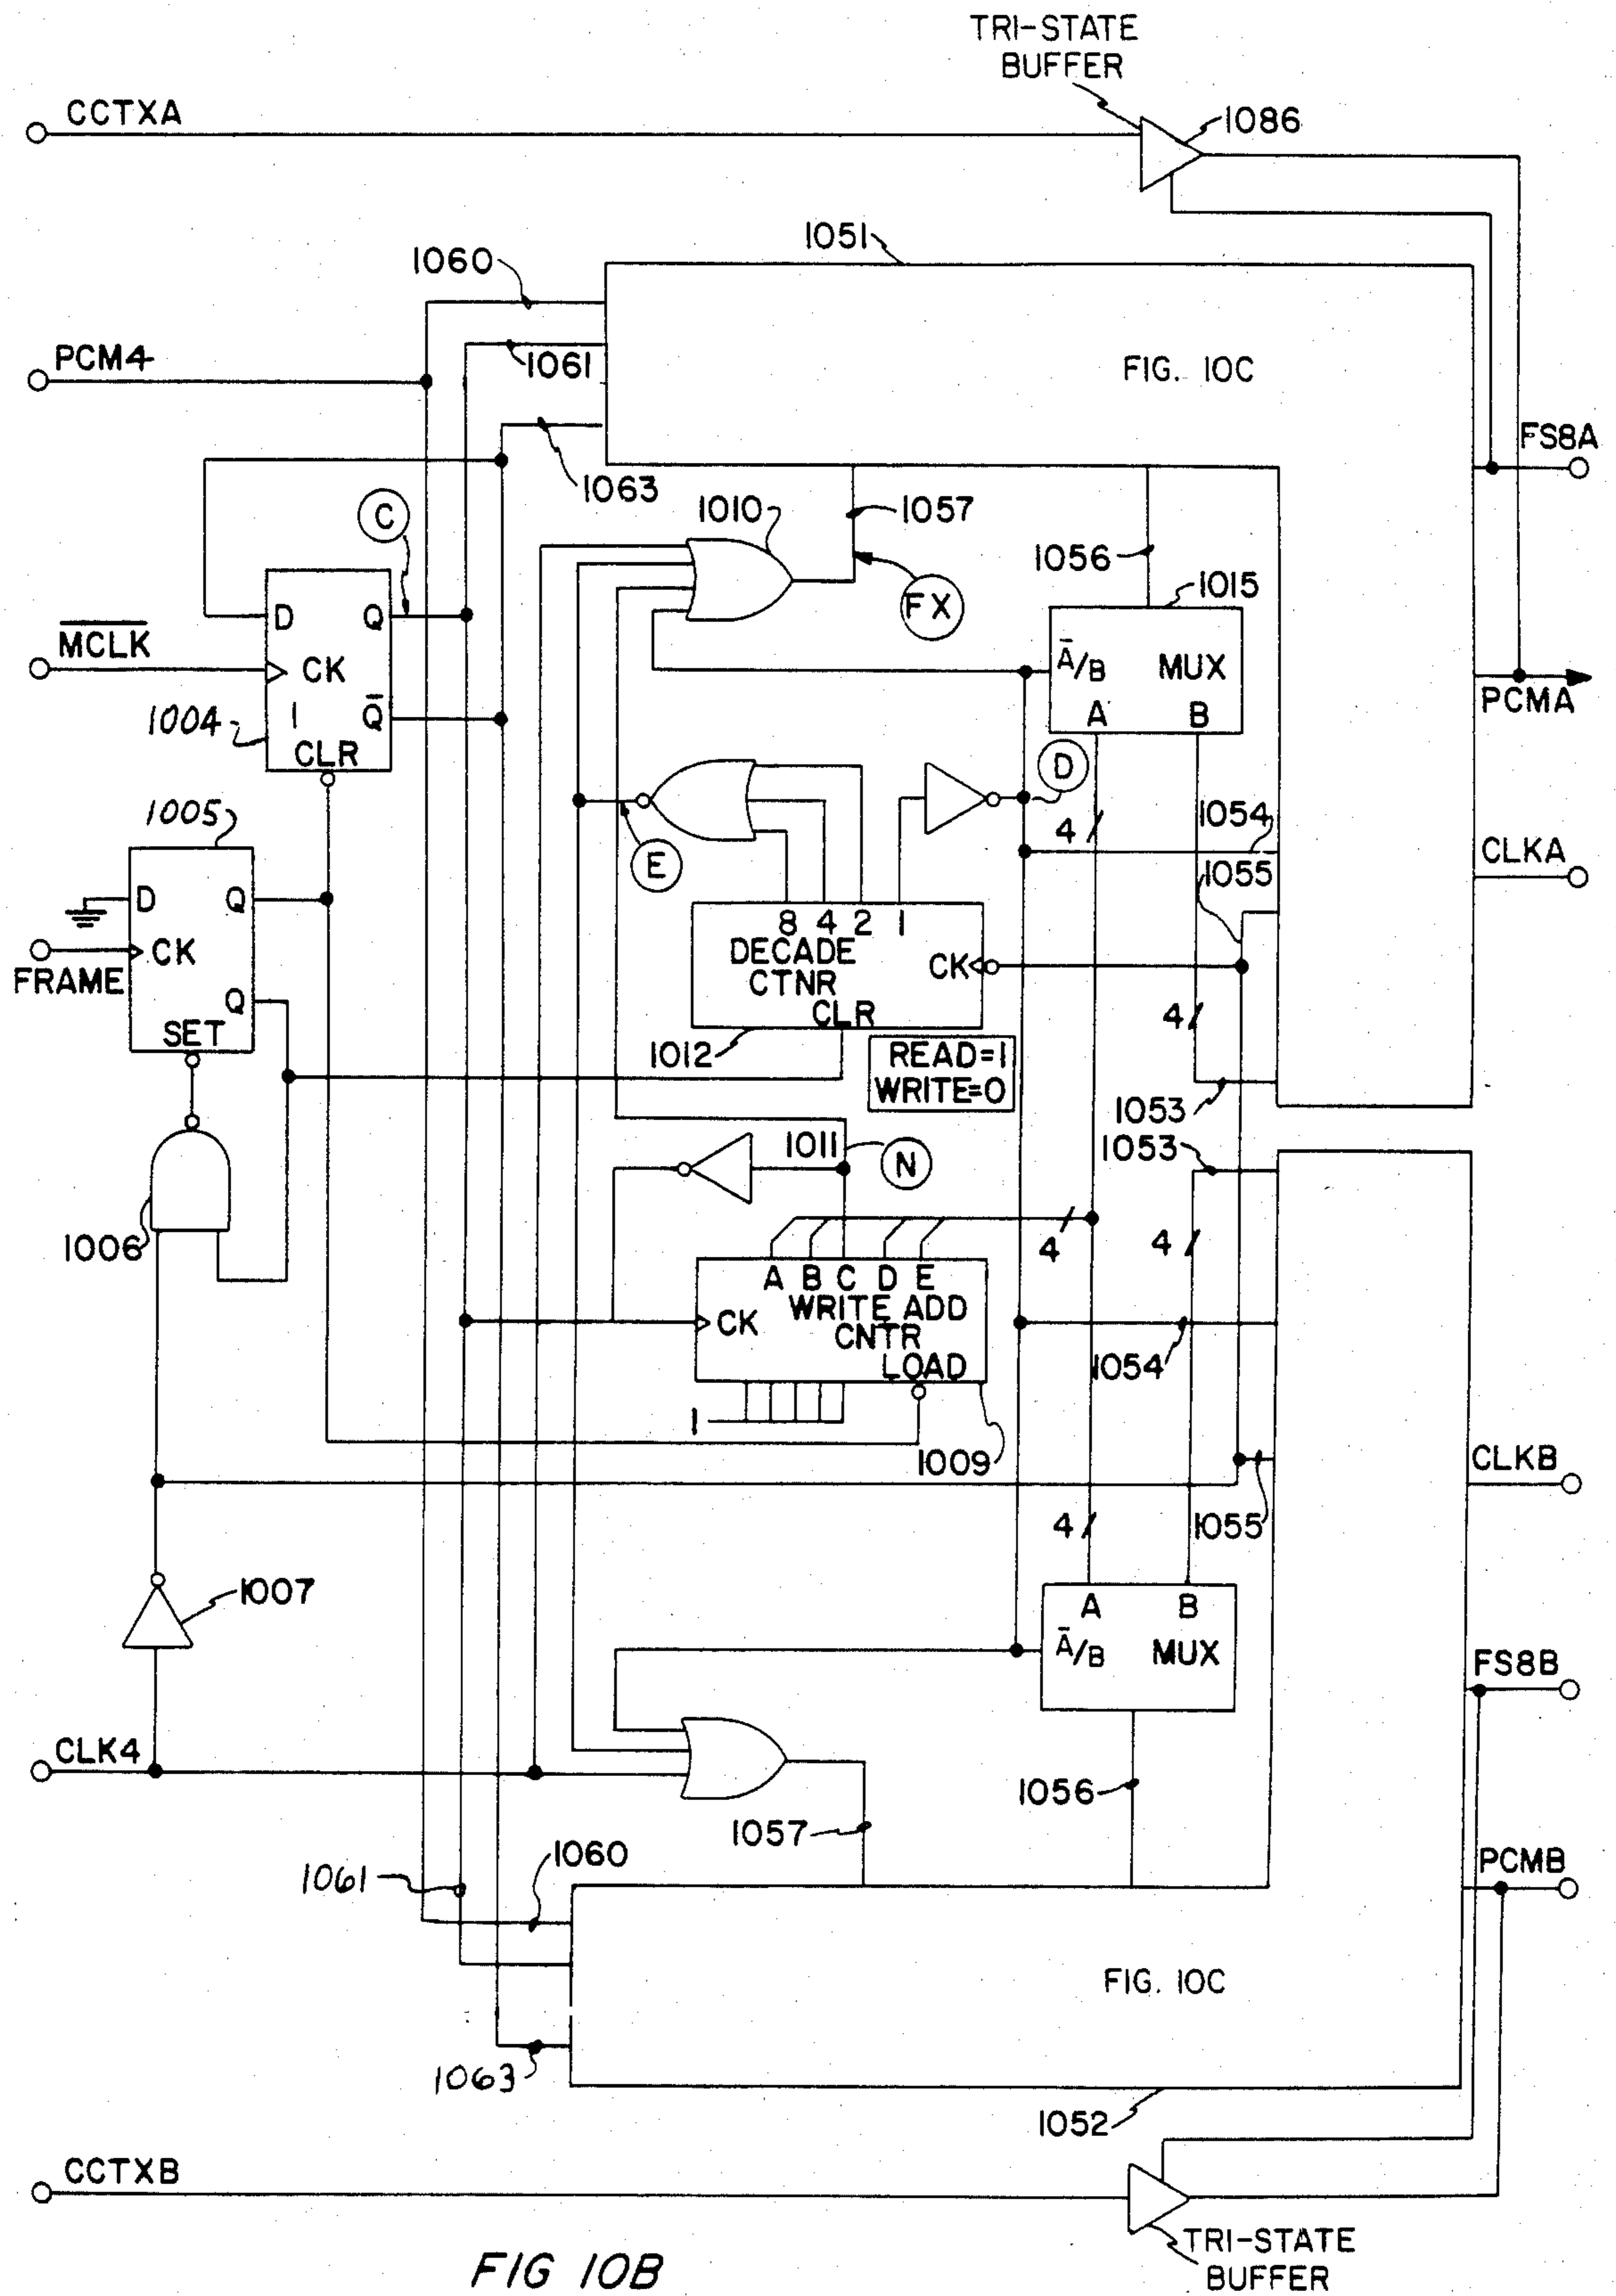 TRI-STATE
BUFFER
CCTXA
1086
1051
1060
PCM4
1061
FIG. 10C
FS8A
1063
C
1010
1057
1056
1015
FX
D Q
MCLK
CK
A̅/B MUX
PCMA
1004
1 Q̅
A B
CLR
D
1005
4
1054
E
CLKA
1055
D Q
8 4 2 1
DECADE
CTNR
CK
CK
FRAME
Q
4
SET
CLR
1012
READ=1
WRITE=0
1053
1053
1011
N
1006
4
4
A B C D E
WRITE ADD
CNTR
CK
LOAD
1054
1
1009
CLKB
4
1055
1007
A B
A̅/B MUX
FS8B
CLK4
1056
1057
1060
1061
PCMB
FIG. 10C
1063
1052
CCTXB
TRI-STATE
BUFFER
FIG 10B